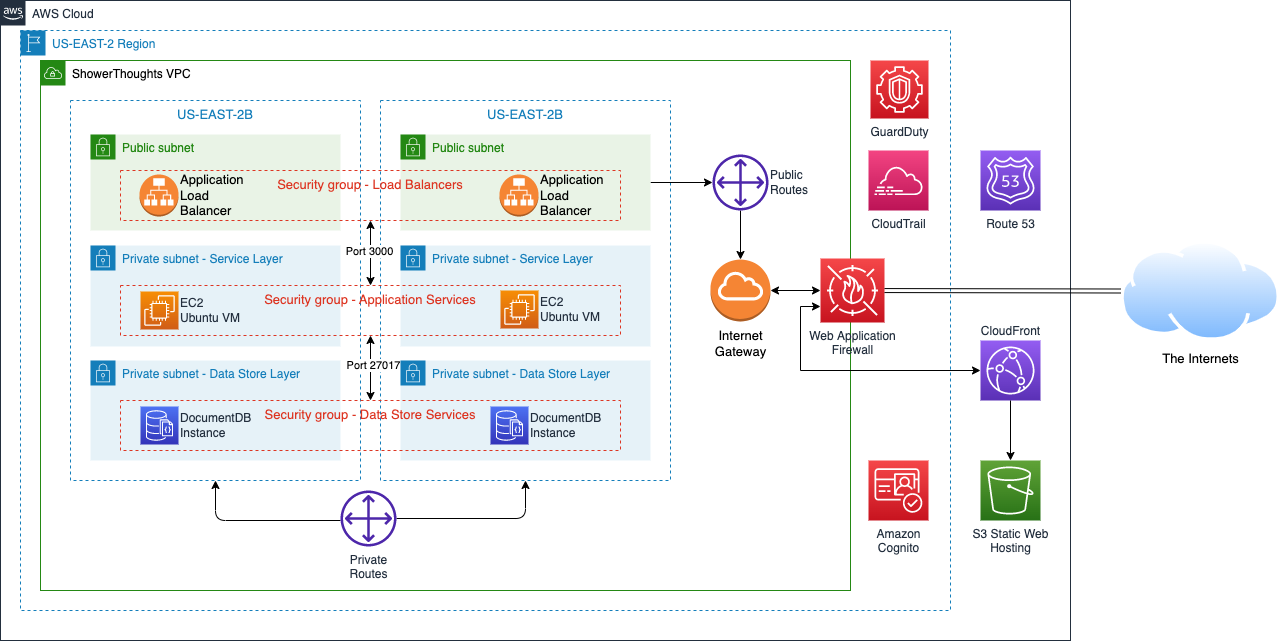 aws
AWS Cloud
US-EAST-2 Region
ShowerThoughts VPC
US-EAST-2B
US-EAST-2B
Public subnet
Public subnet
Security group - Load Balancers
Application
Load
Balancer
Application
Load
Balancer
Port 3000
Private subnet - Service Layer
Private subnet - Service Layer
Security group - Application Services
EC2
Ubuntu VM
EC2
Ubuntu VM
Port 27017
Private subnet - Data Store Layer
Private subnet - Data Store Layer
Security group - Data Store Services
DocumentDB
Instance
DocumentDB
Instance
Private
Routes
Public
Routes
Internet
Gateway
Web Application
Firewall
GuardDuty
CloudTrail
53
Route 53
CloudFront
Amazon
Cognito
S3 Static Web
Hosting
The Internets